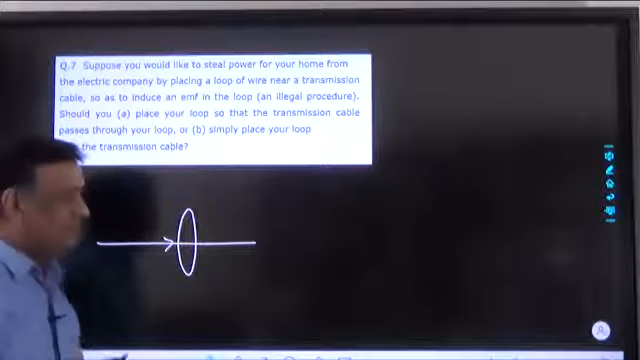 Q.7 Suppose you would like to steal power for your home from
the electric company by placing a loop of wire near a transmission
cable, so as to induce an emf in the loop (an illegal procedure).
Should you (a) place your loop so that the transmission cable
passes through your loop, or (b) simply place your loop
the transmission cable?